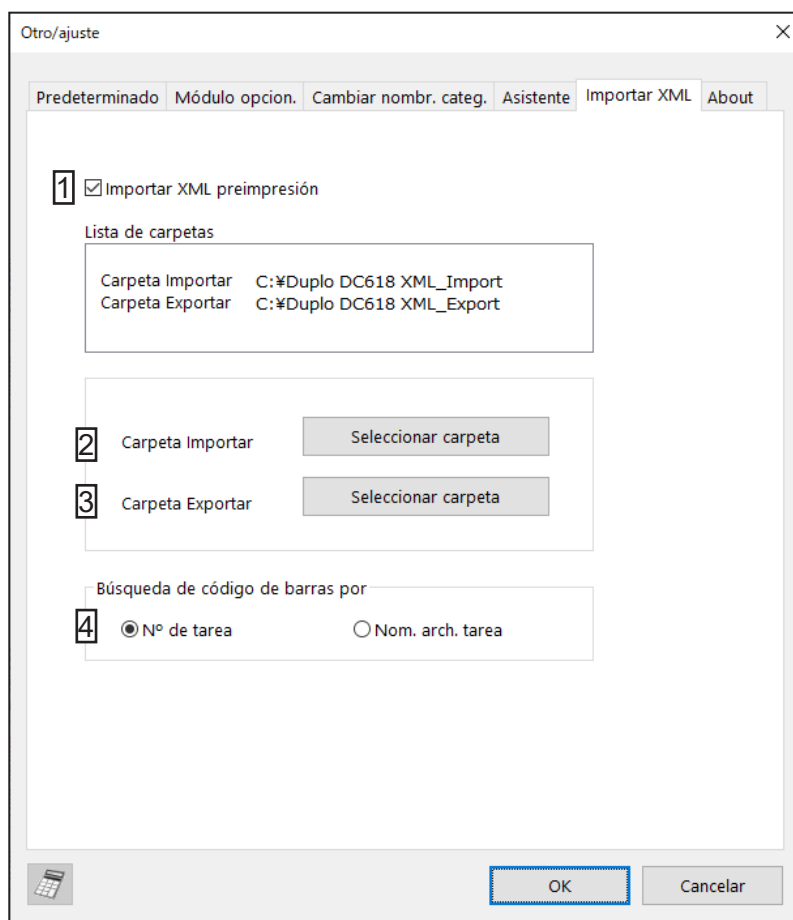 Otro/ajuste
Predeterminado Módulo opcion. Cambiar nombr. categ. Asistente Importar XML About
1 Importar XML preimpresión
Lista de carpetas
Carpeta Importar C:¥Duplo DC618 XML_Import
Carpeta Exportar C:¥Duplo DC618 XML_Export
2 Carpeta Importar Seleccionar carpeta
3 Carpeta Exportar Seleccionar carpeta
Búsqueda de código de barras por
4 Nº de tarea Nom. arch. tarea
OK Cancelar